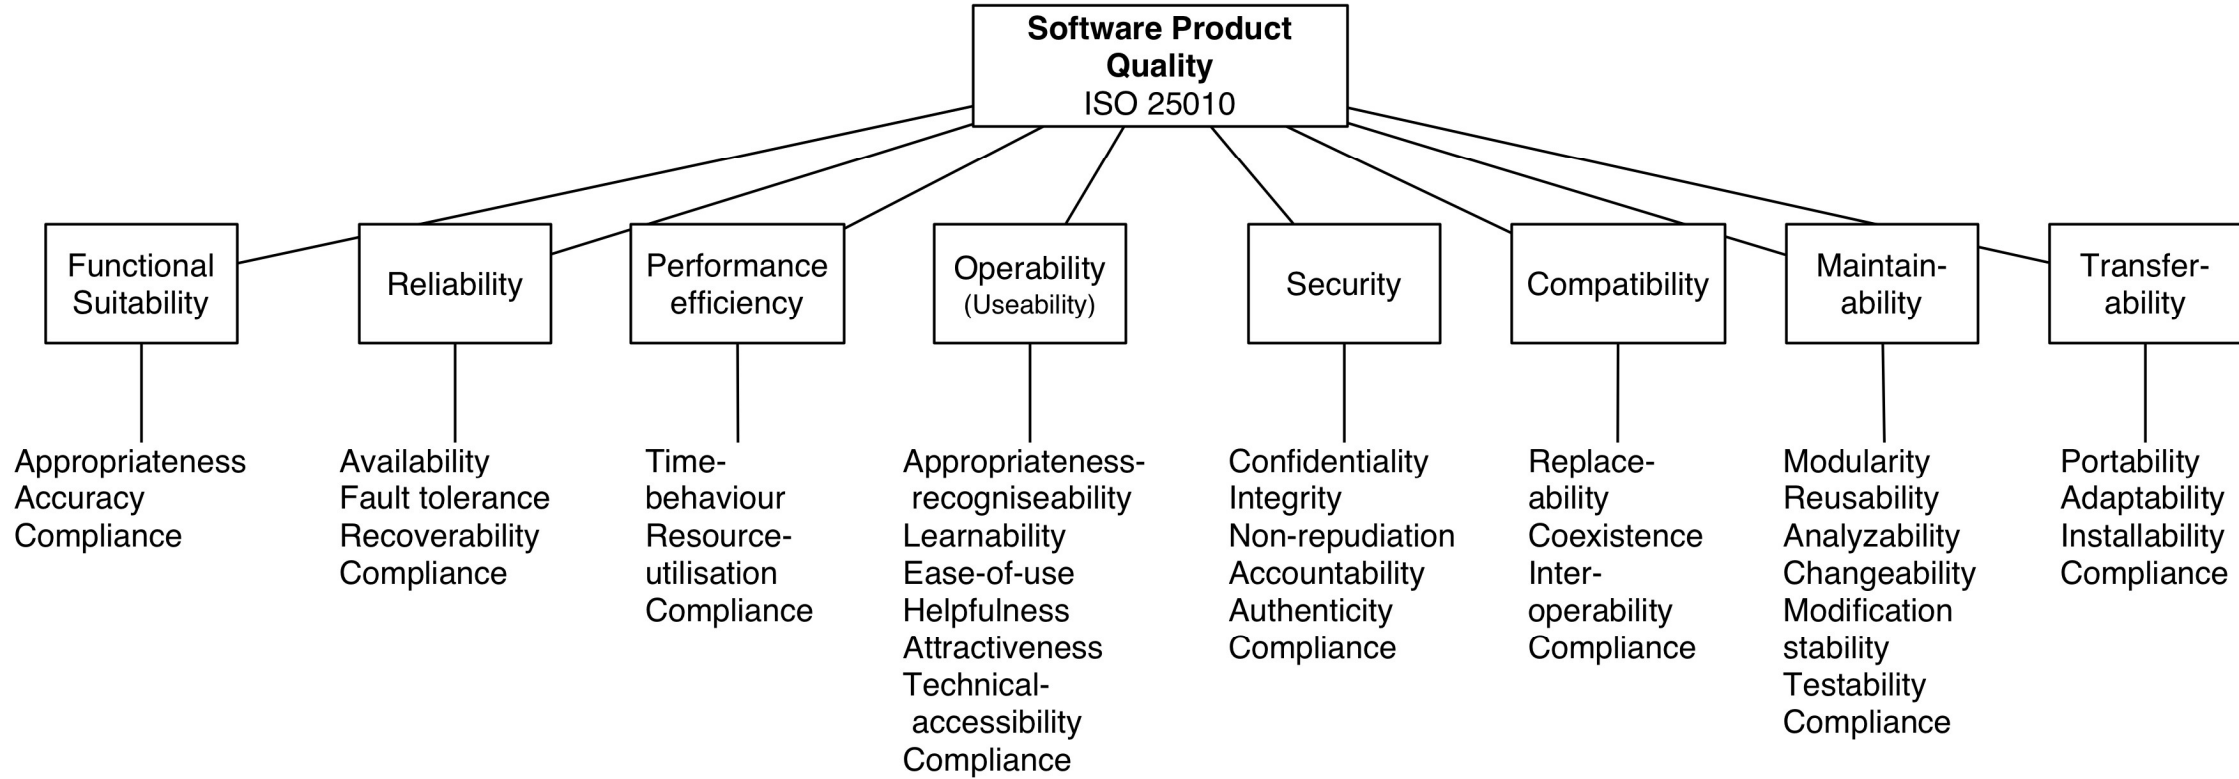 Software Product
Quality
ISO 25010
Functional
Suitability
Reliability
Performance
efficiency
Operability
(Useability)
Security
Compatibility
Maintain-
ability
Transfer-
ability
Appropriateness
Accuracy
Compliance
Availability
Fault tolerance
Recoverability
Compliance
Time-
behaviour
Resource-
utilisation
Compliance
Appropriateness-
recogniseability
Learnability
Ease-of-use
Helpfulness
Attractiveness
Technical-
accessibility
Compliance
Confidentiality
Integrity
Non-repudiation
Accountability
Authenticity
Compliance
Replace-
ability
Coexistence
Inter-
operability
Compliance
Modularity
Reusability
Analyzability
Changeability
Modification
stability
Testability
Compliance
Portability
Adaptability
Installability
Compliance